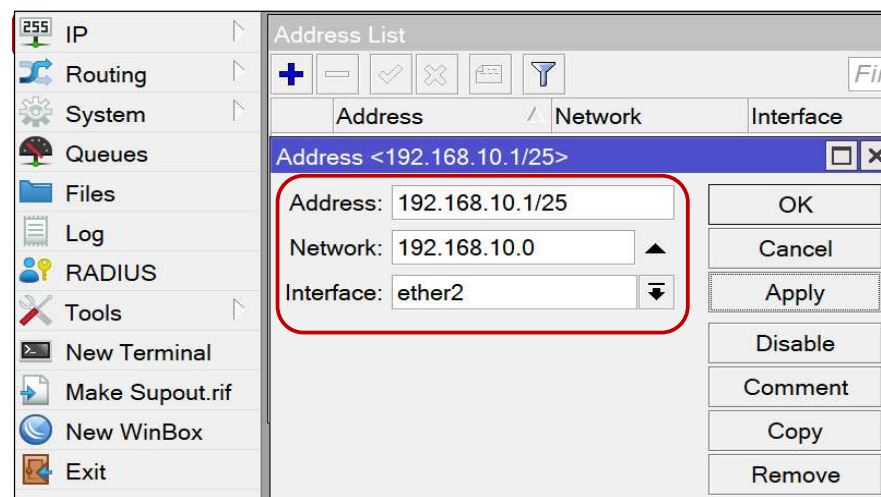 255 IP
Routing
System
Queues
Files
Log
RADIUS
Tools
New Terminal
Make Supout.rif
New WinBox
Exit
Address List
Address Network Interface
Address <192.168.10.1/25>
Address: 192.168.10.1/25
Network: 192.168.10.0
Interface: ether2
OK
Cancel
Apply
Disable
Comment
Copy
Remove